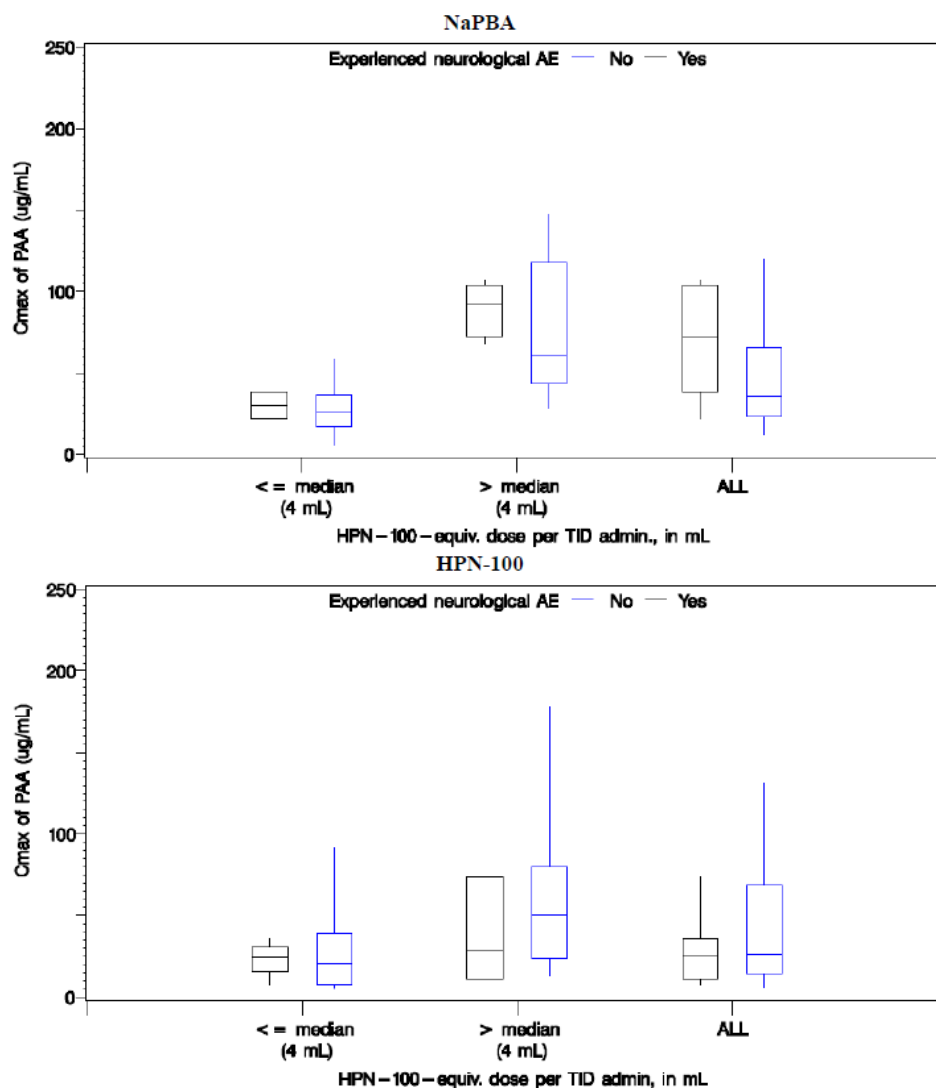 NaPBA
Experienced neurological AE — No — Yes
250
200
100
0
Cmax of PAA (ug/mL)
<= median > median ALL
(4 mL) (4 mL)
HPN-100-equiv. dose per TID admin., in mL
HPN-100
Experienced neurological AE — No — Yes
250
200
100
0
Cmax of PAA (ug/mL)
<= median > median ALL
(4 mL) (4 mL)
HPN-100-equiv. dose per TID admin, in mL